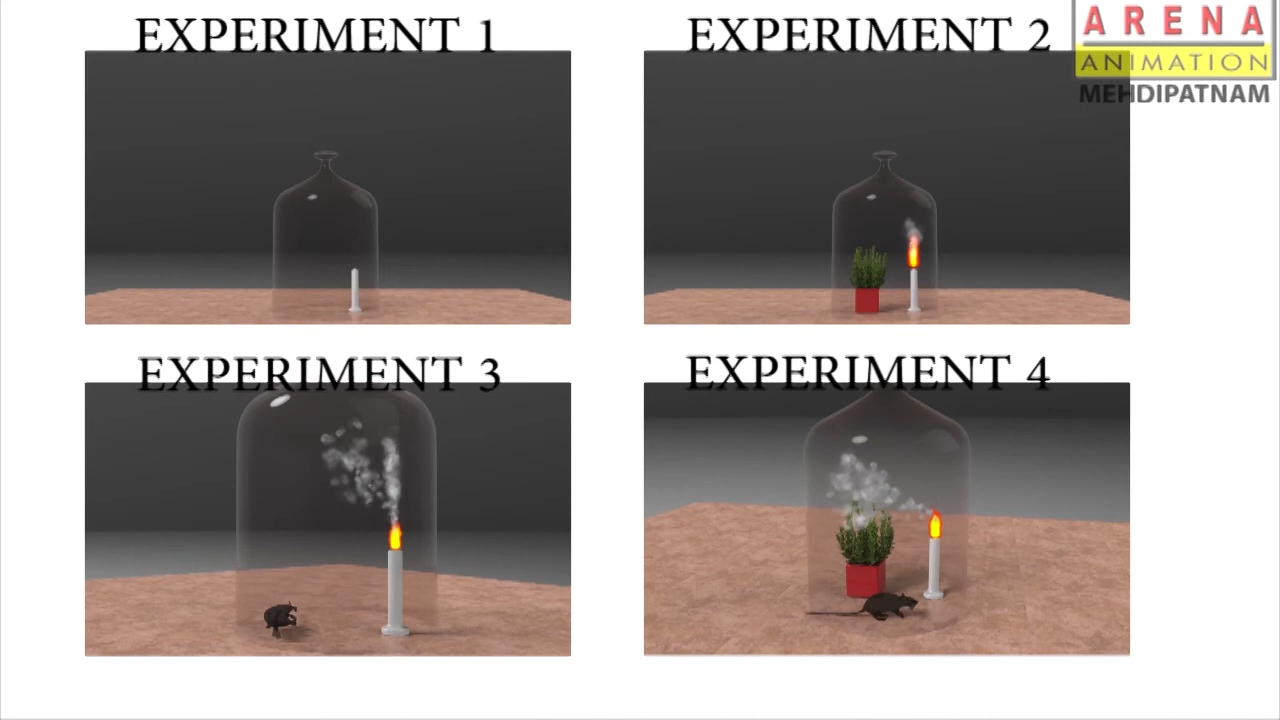 EXPERIMENT 1
EXPERIMENT 2
ARENA
ANIMATION
MEHDIPATNAM
EXPERIMENT 3
EXPERIMENT 4